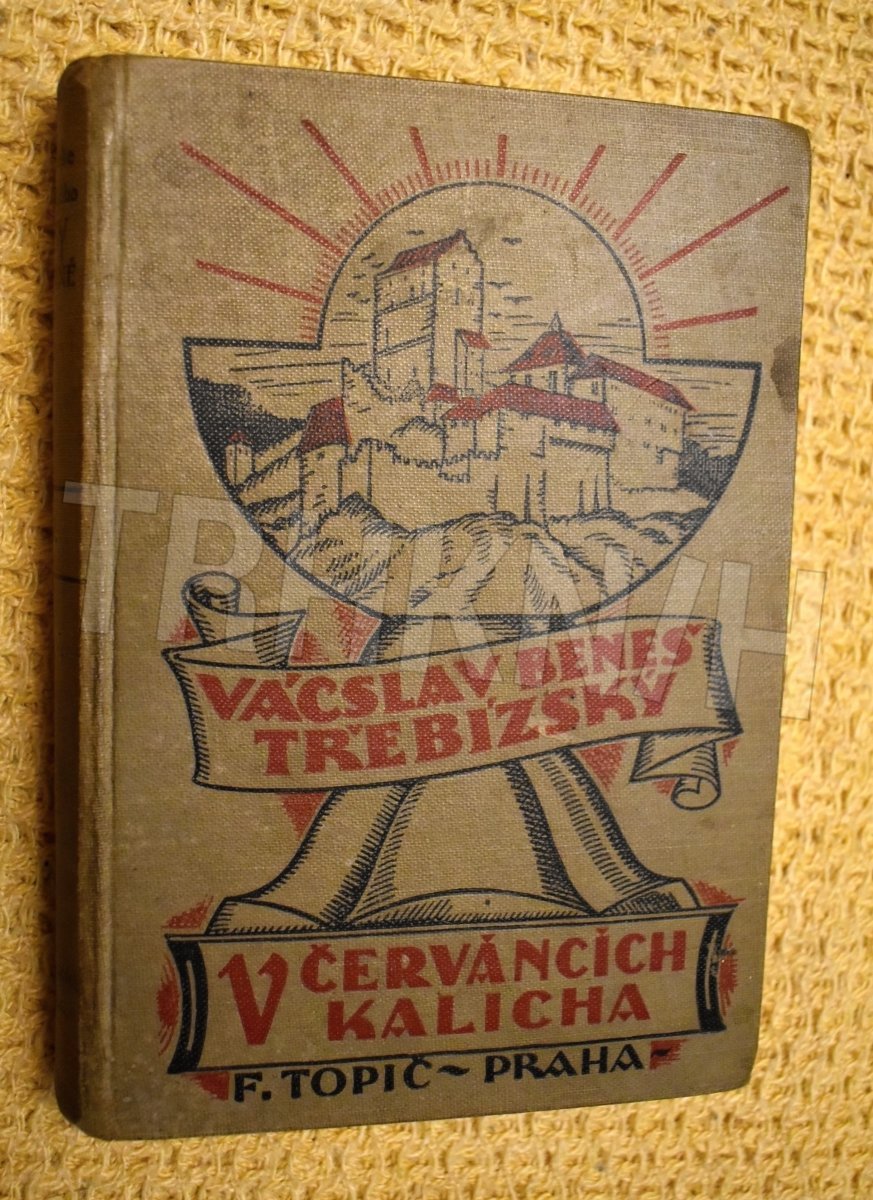 VÁCSLAV BENEŠ
TŘEBÍZSKÝ
V ČERVÁNCÍCH
KALICHA
F. TOPIČ~PRAHA~